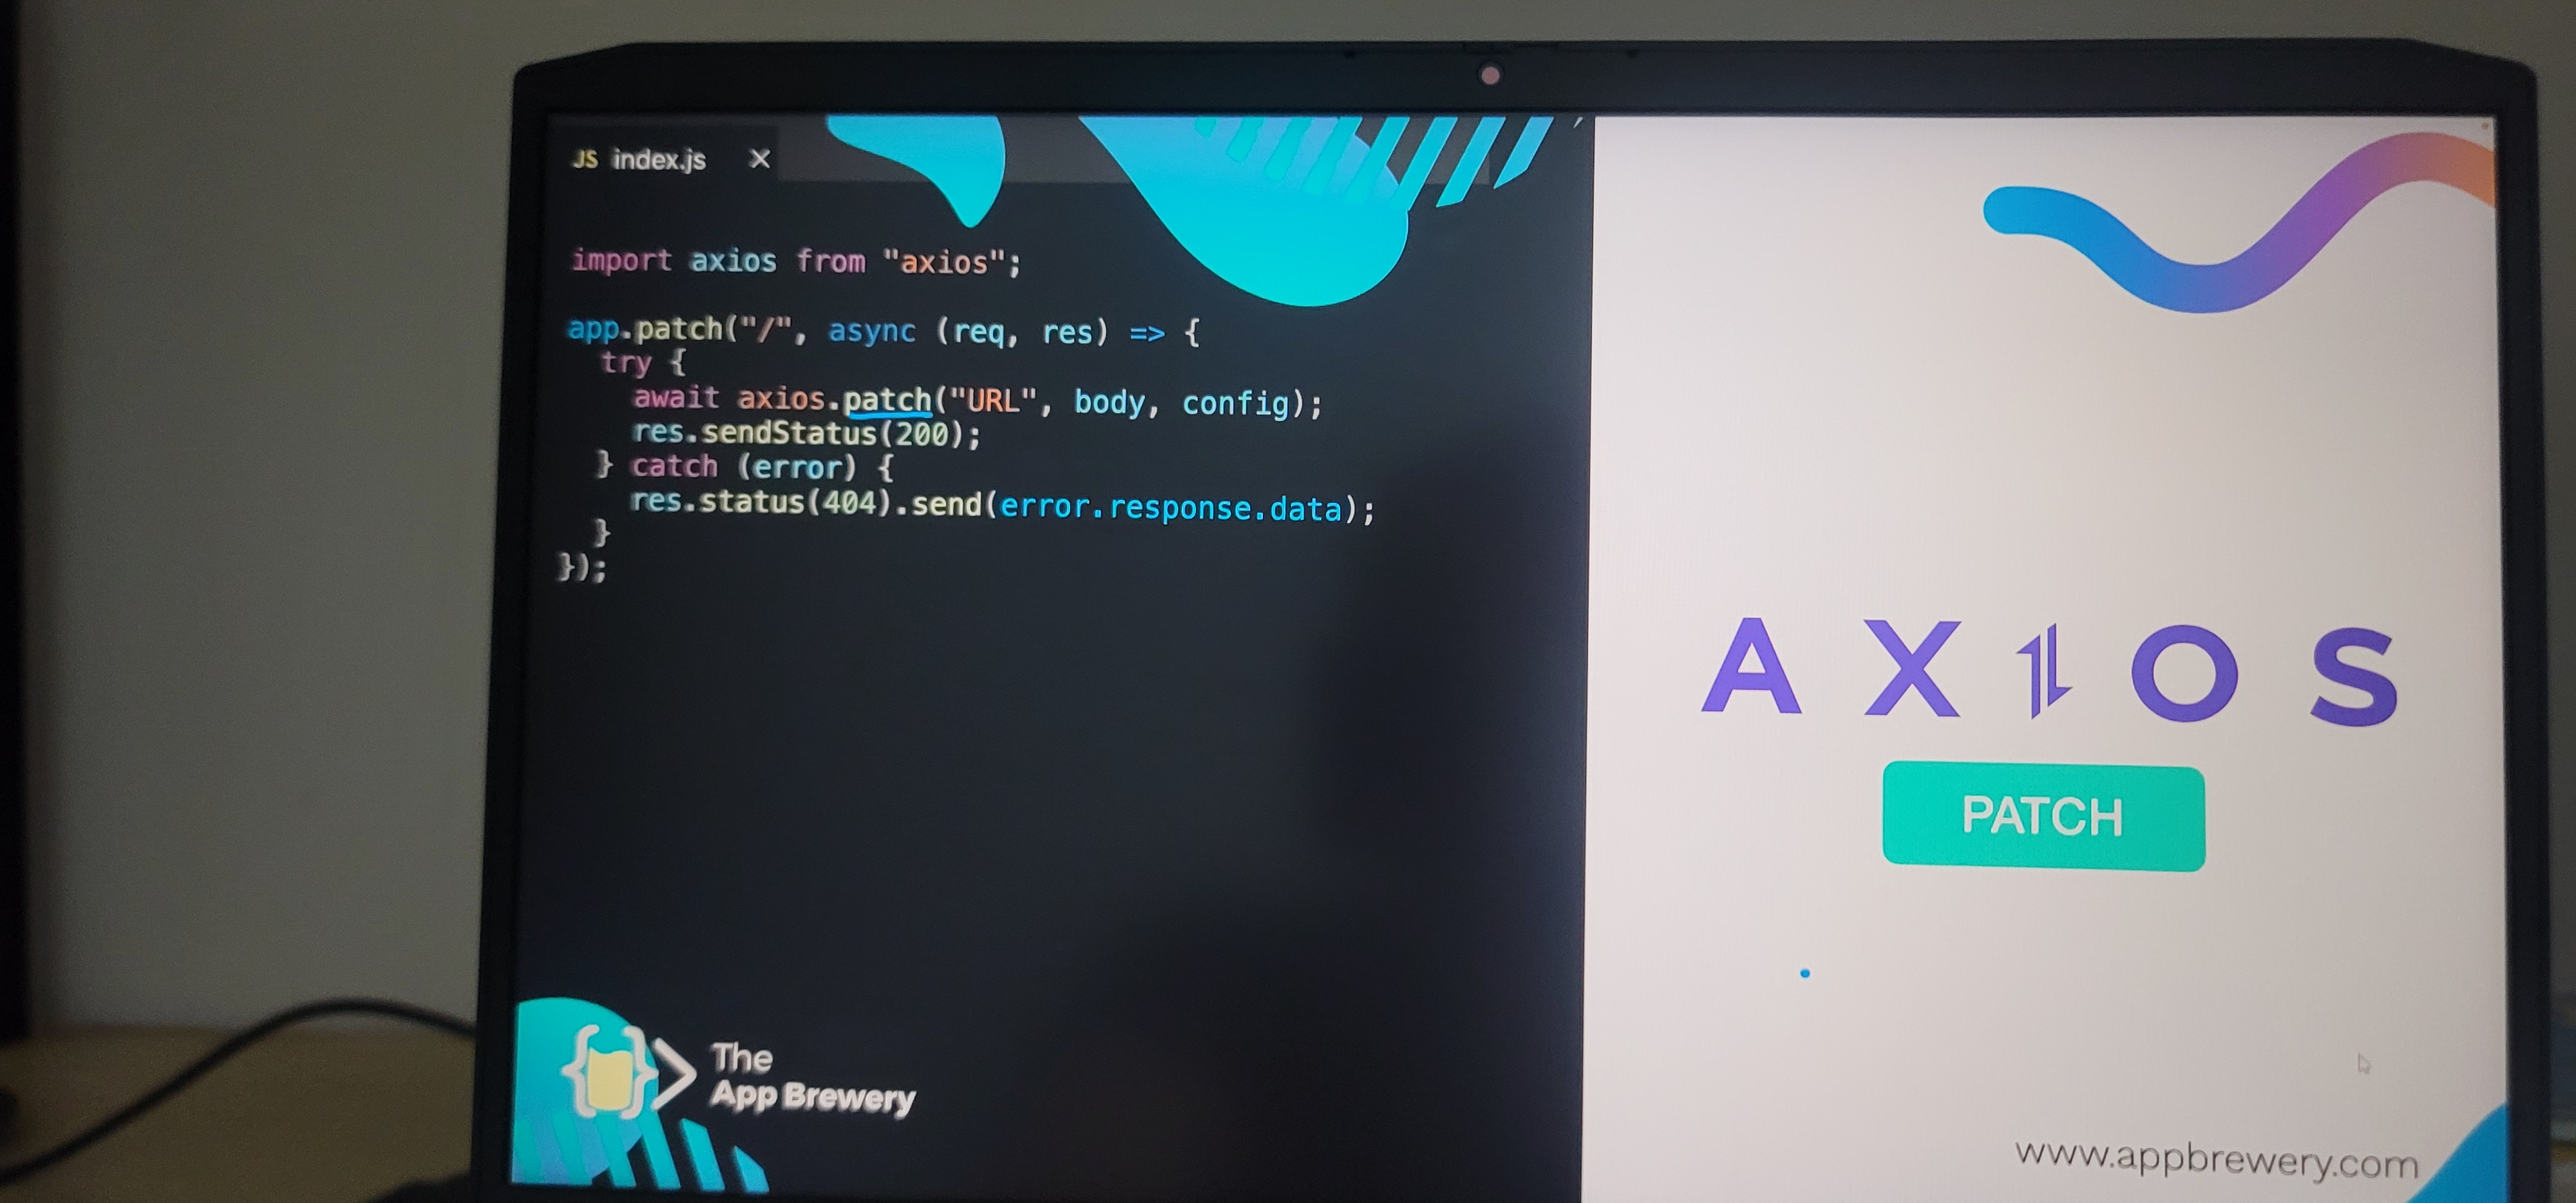 JS index.js ×
import axios from "axios";
app.patch("/", async (req, res) => {
try {
await axios.patch("URL", body, config);
res.sendStatus(200);
} catch (error) {
res.status(404).send(error.response.data);
}
});
The
App Brewery
AXIOS
PATCH
www.appbrewery.com